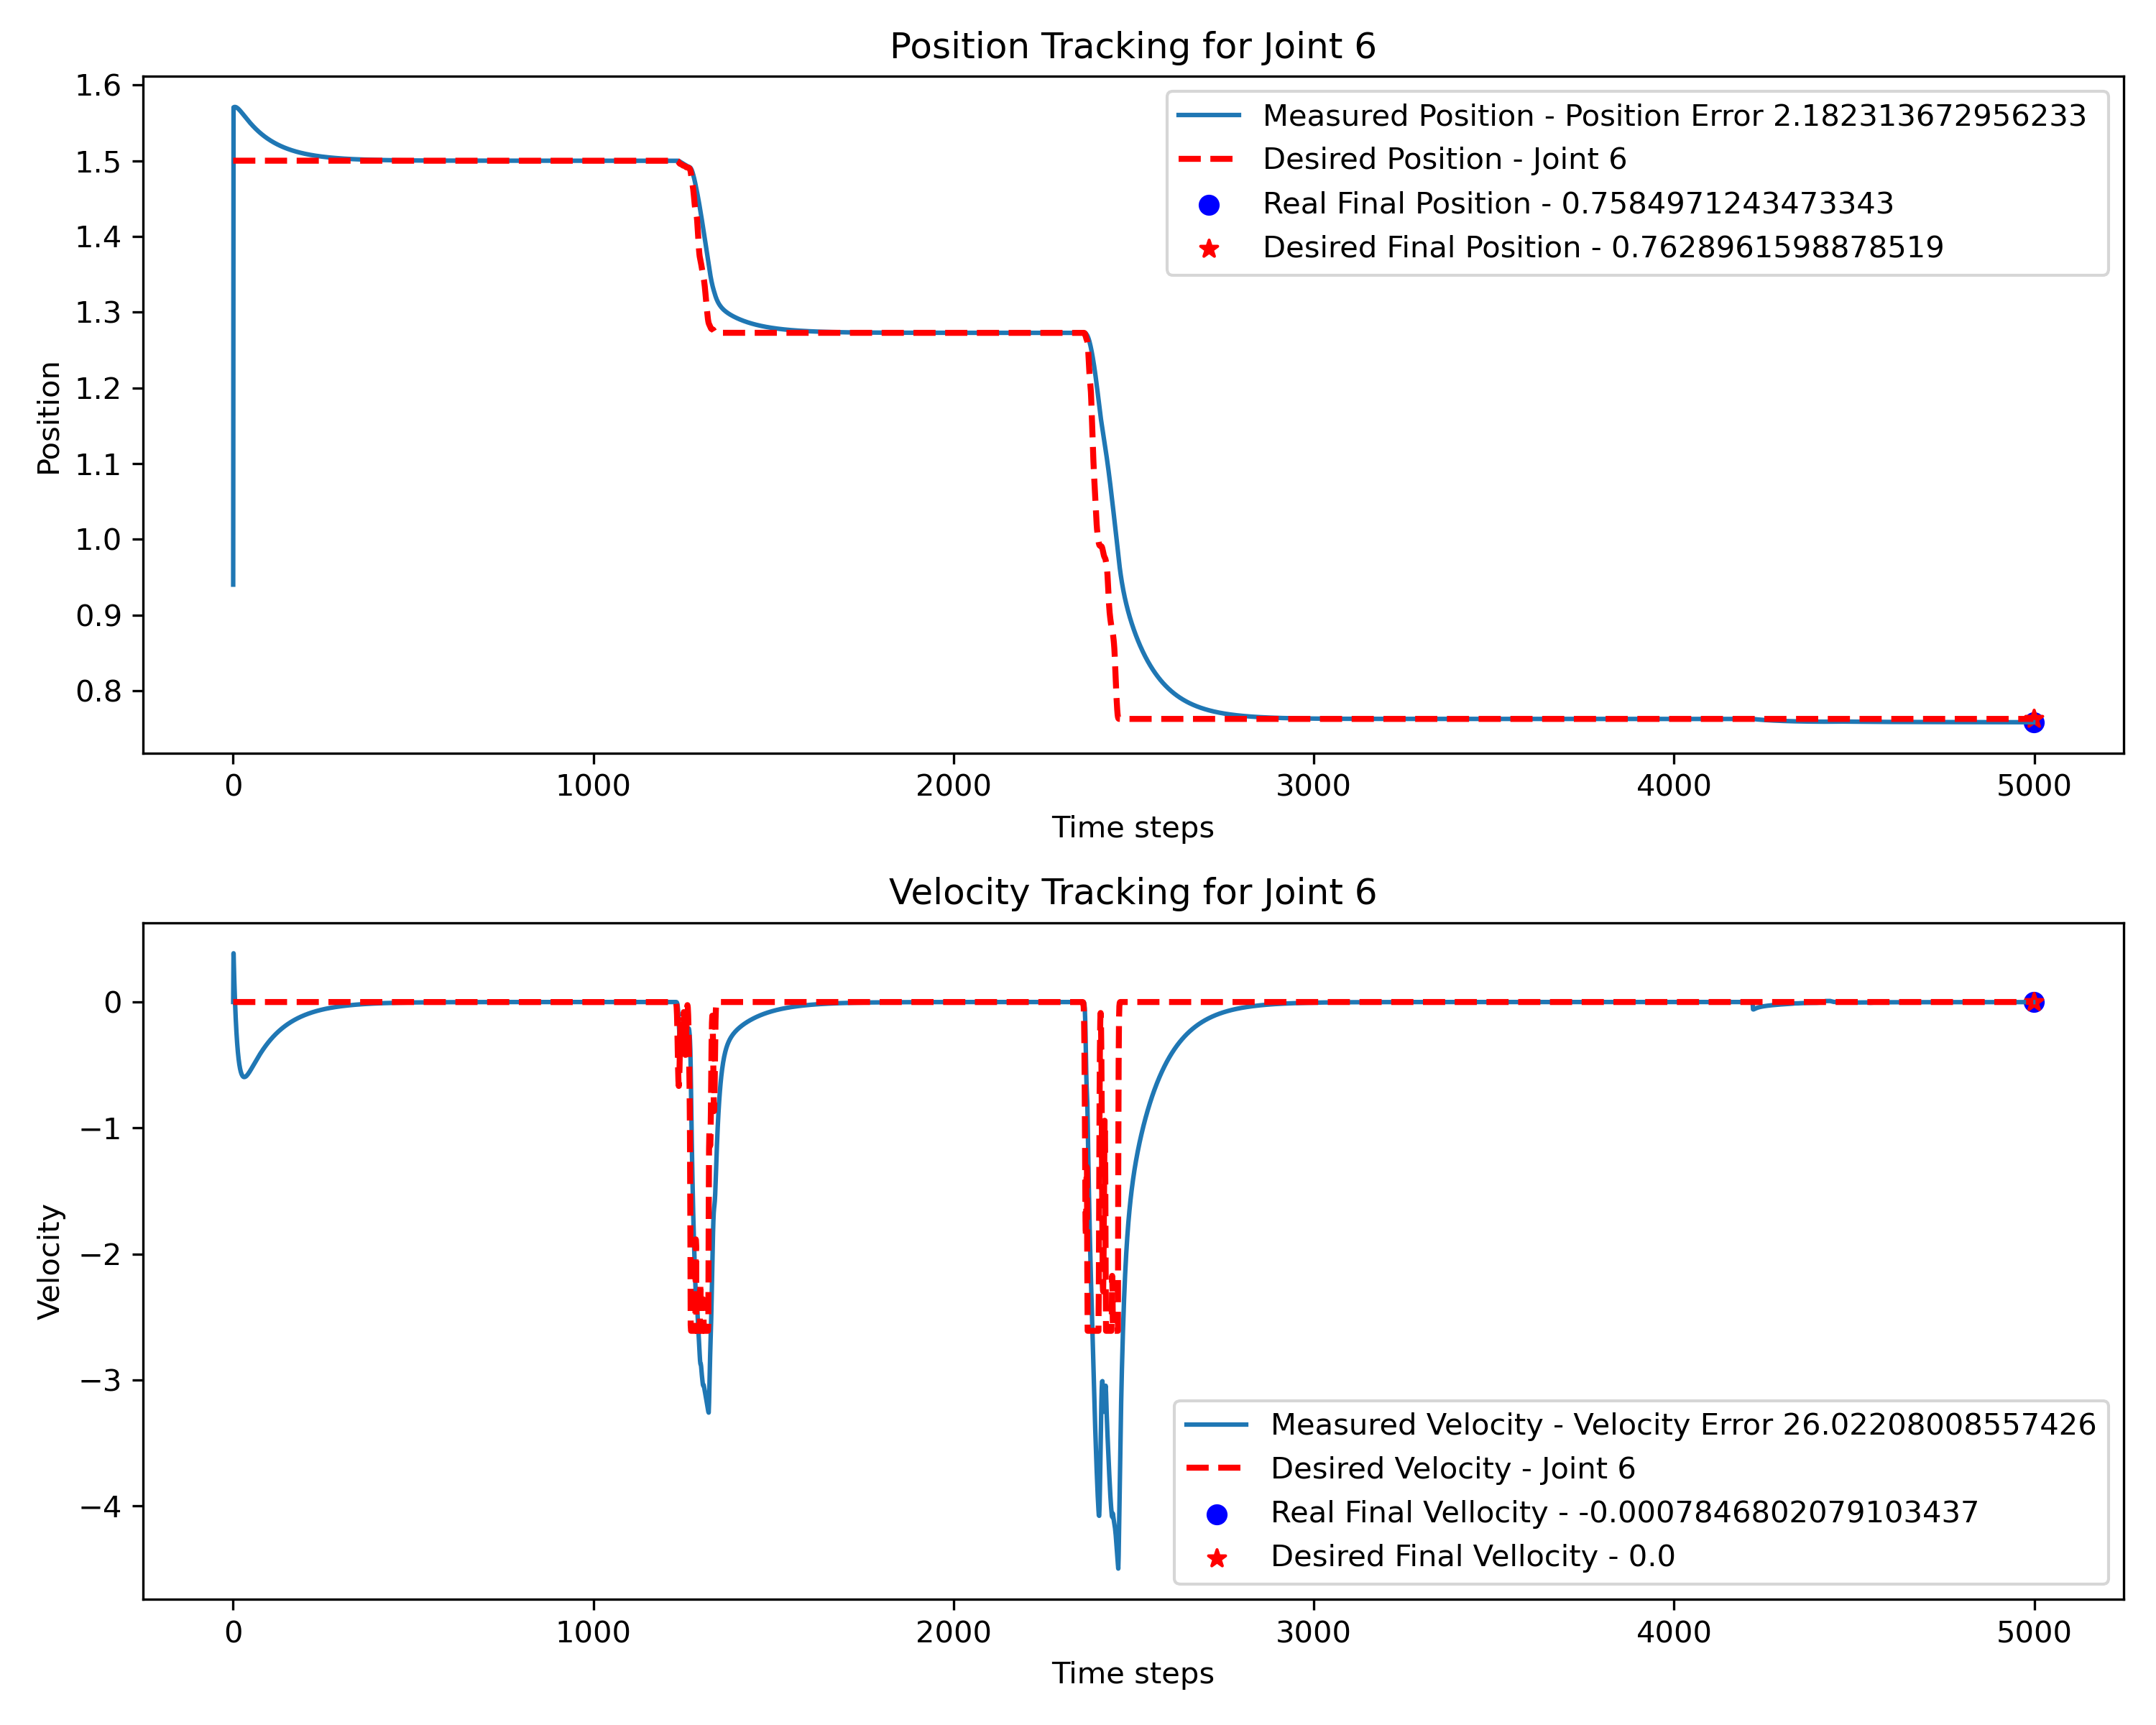 Position Tracking for Joint 6
1.6
1.5
1.4
1.3
1.2
1.1
1.0
0.9
0.8
Position
Measured Position - Position Error 2.182313672956233
Desired Position - Joint 6
Real Final Position - 0.7584971243473343
Desired Final Position - 0.7628961598878519
0 1000 2000 3000 4000 5000
Time steps
Velocity Tracking for Joint 6
0
−1
−2
−3
−4
Velocity
Measured Velocity - Velocity Error 26.02208008557426
Desired Velocity - Joint 6
Real Final Vellocity - -0.0007846802079103437
Desired Final Vellocity - 0.0
0 1000 2000 3000 4000 5000
Time steps